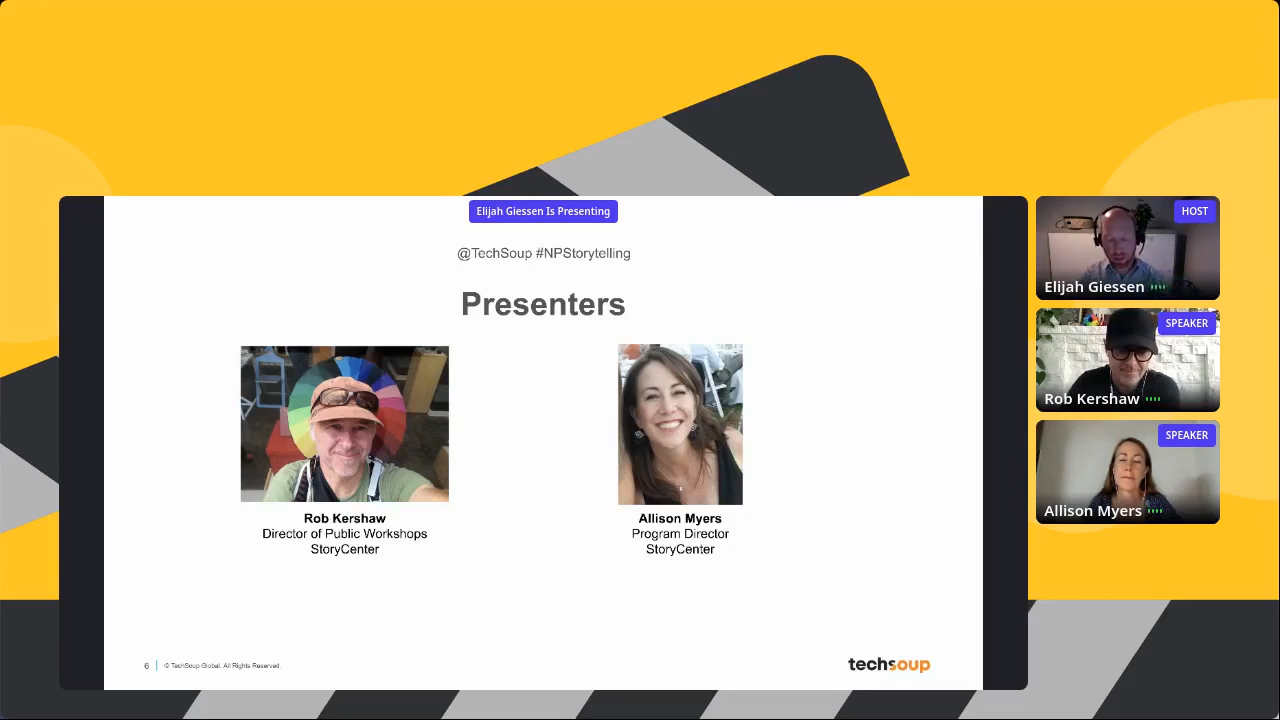 Elijah Giessen Is Presenting
@TechSoup #NPStorytelling
Presenters
Rob Kershaw
Director of Public Workshops
StoryCenter
Allison Myers
Program Director
StoryCenter
6
© TechSoup Global. All Rights Reserved.
techsoup
HOST
Elijah Giessen
SPEAKER
Rob Kershaw
SPEAKER
Allison Myers